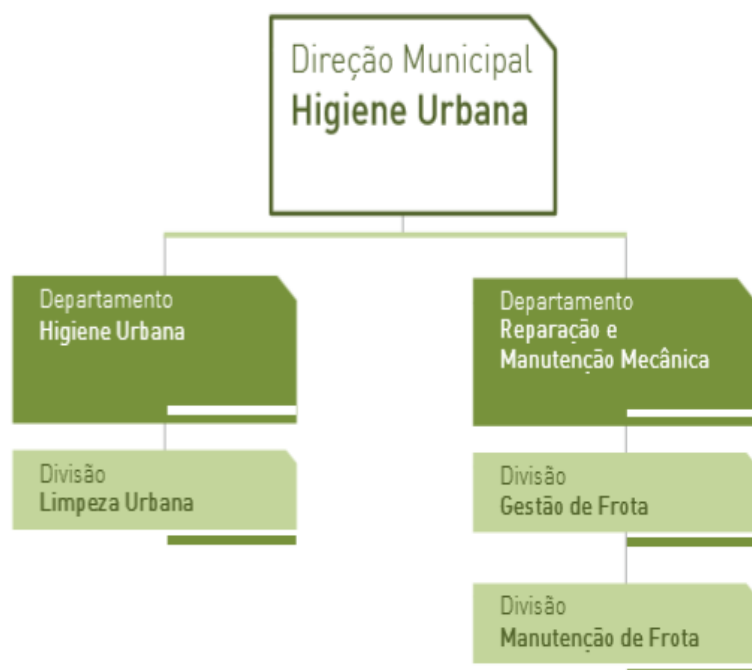 Direção Municipal
Higiene Urbana
Departamento
Higiene Urbana
Divisão
Limpeza Urbana
Departamento
Reparação e
Manutenção Mecânica
Divisão
Gestão de Frota
Divisão
Manutenção de Frota